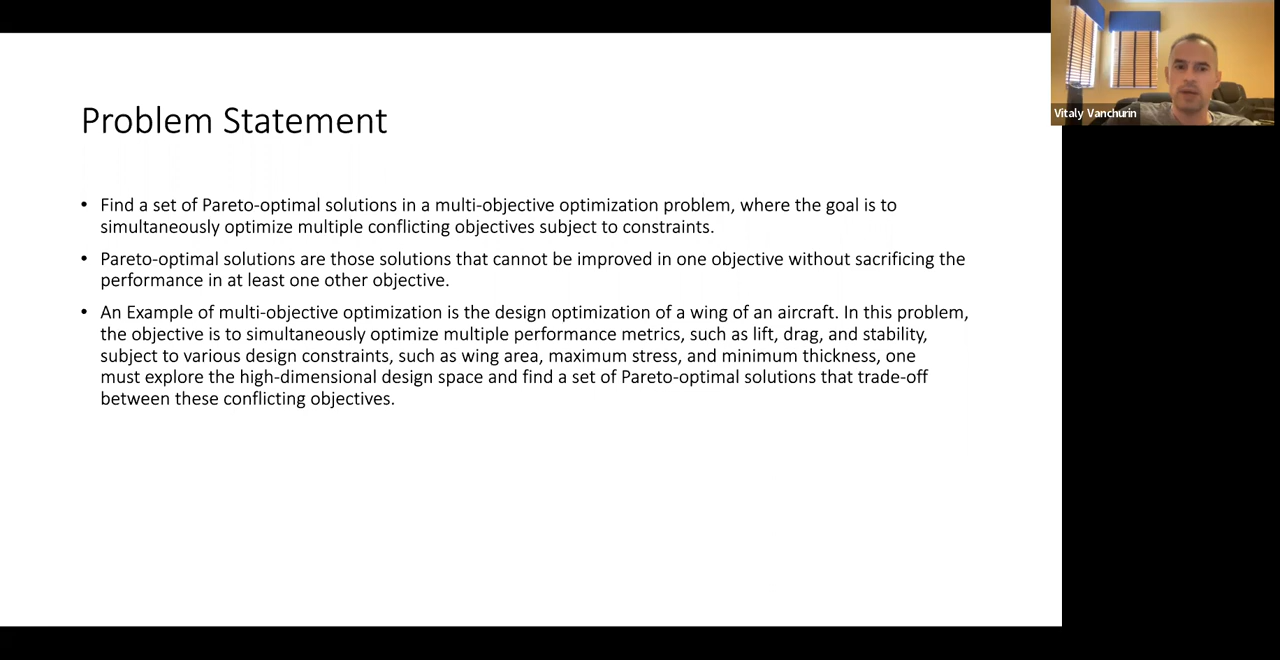 Problem Statement
• Find a set of Pareto-optimal solutions in a multi-objective optimization problem, where the goal is to
simultaneously optimize multiple conflicting objectives subject to constraints.
• Pareto-optimal solutions are those solutions that cannot be improved in one objective without sacrificing the
performance in at least one other objective.
• An Example of multi-objective optimization is the design optimization of a wing of an aircraft. In this problem,
the objective is to simultaneously optimize multiple performance metrics, such as lift, drag, and stability,
subject to various design constraints, such as wing area, maximum stress, and minimum thickness, one
must explore the high-dimensional design space and find a set of Pareto-optimal solutions that trade-off
between these conflicting objectives.
Vitaly Vanchurin